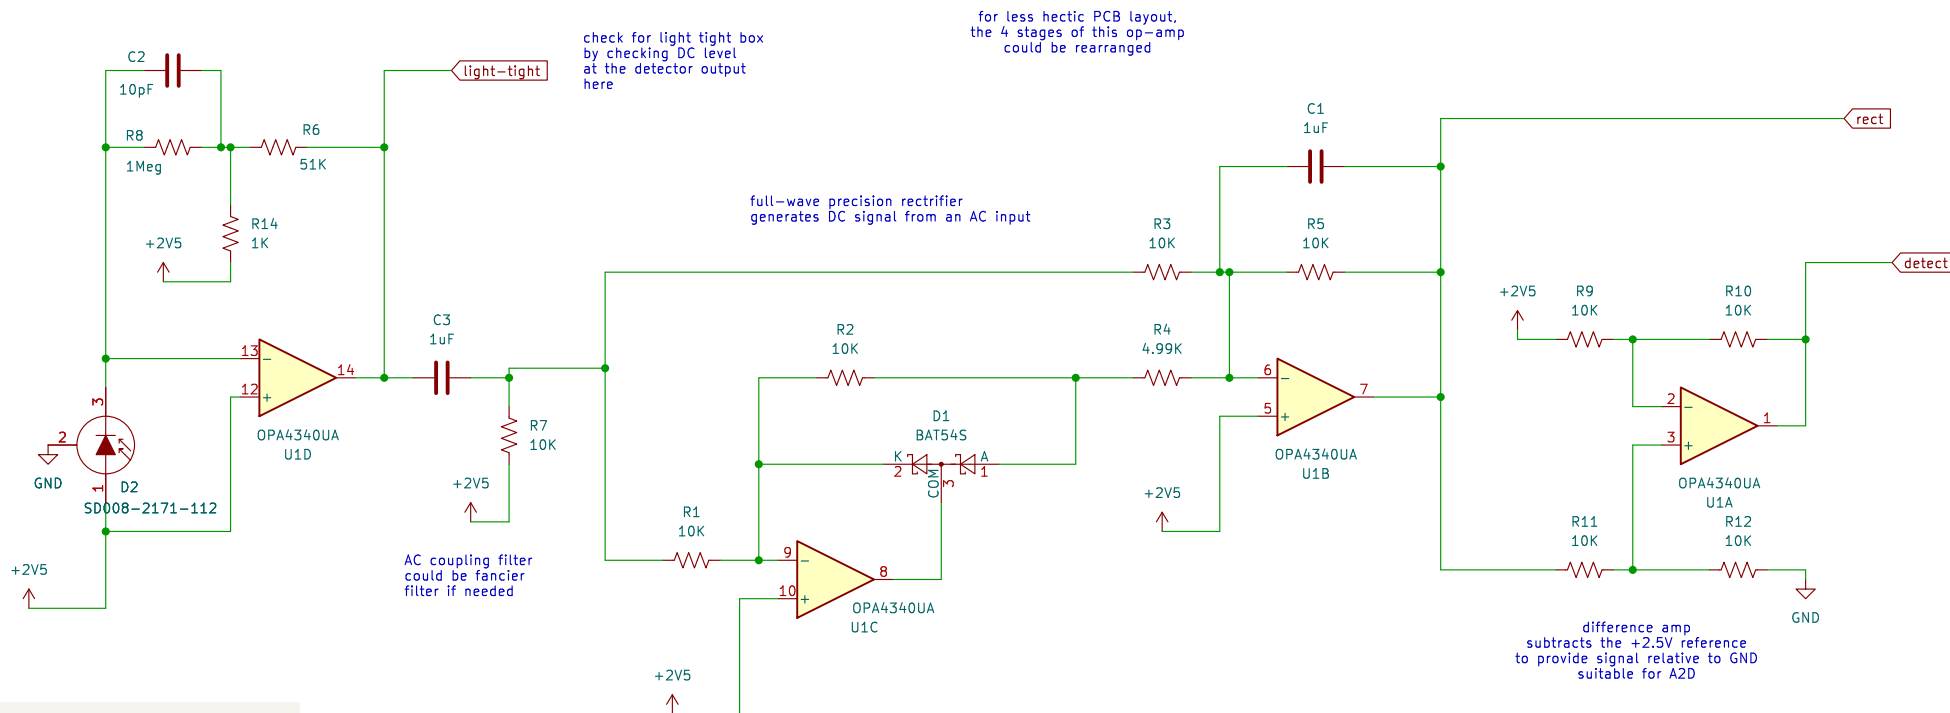 for less hectic PCB layout,
the 4 stages of this op-amp
could be rearranged
check for light tight box
by checking DC level
at the detector output
here
C2
10pF
light-tight
C1
1uF
rect
R8
1Meg
R6
51K
full-wave precision rectifier
generates DC signal from an AC input
R14
1K
+2V5
R3
10K
R5
10K
detect
+2V5
R9
10K
R10
10K
C3
1uF
R2
10K
R4
4.99K
13
12
14
−
+
OPA4340UA
U1D
6
5
7
−
+
OPA4340UA
U1B
2
3
1
−
+
OPA4340UA
U1A
3
2
1
GND
D2
SD008-2171-112
D1
BAT54S
K
2
COM
3
A
1
R7
10K
+2V5
+2V5
R1
10K
R11
10K
R12
10K
9
10
8
−
+
OPA4340UA
U1C
AC coupling filter
could be fancier
filter if needed
+2V5
GND
difference amp
subtracts the +2.5V reference
to provide signal relative to GND
suitable for A2D
+2V5